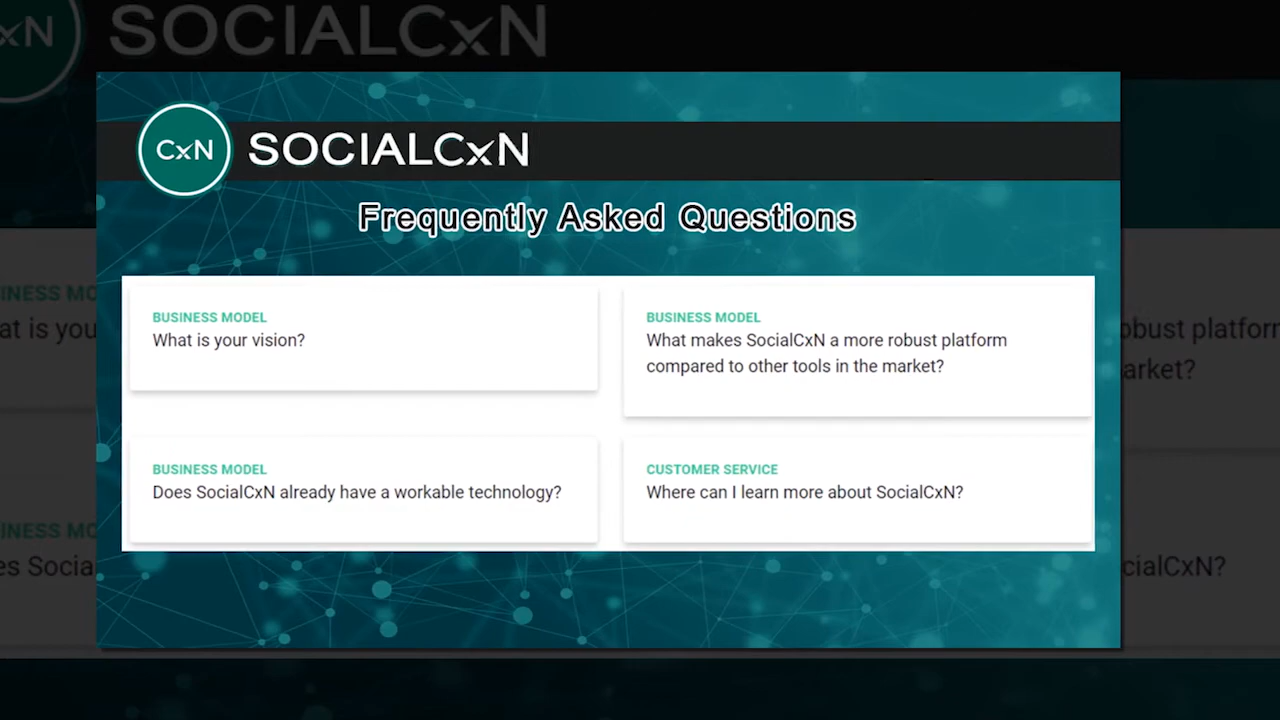 SOCIALCxN
CxN
SOCIALCxN
Frequently Asked Questions
BUSINESS MODEL
What is your vision?
BUSINESS MODEL
What makes SocialCxN a more robust platform
compared to other tools in the market?
BUSINESS MODEL
Does SocialCxN already have a workable technology?
CUSTOMER SERVICE
Where can I learn more about SocialCxN?